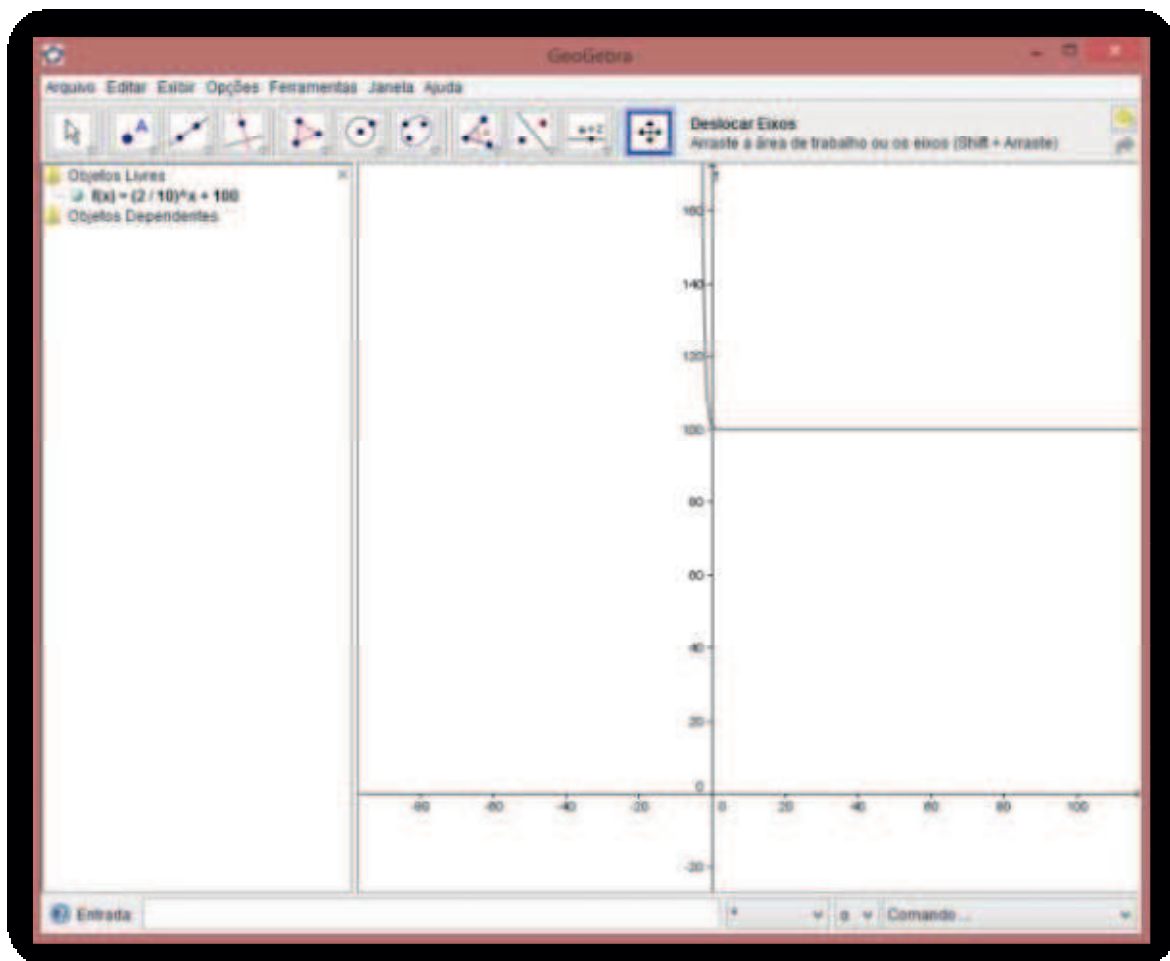 GeoGebra
Arquivo Editar Exibir Opções Ferramentas Janela Ajuda
Deslocar Eixos
Arraste a área de trabalho ou os eixos (Shift + Arraste)
Objetos Livres
f(x) = (2 / 10)^x + 100
Objetos Dependentes
160
140
120
100
80
60
40
20
0
-80 -60 -40 -20 0 20 40 60 80 100
-20
Entrada: α Comando ...